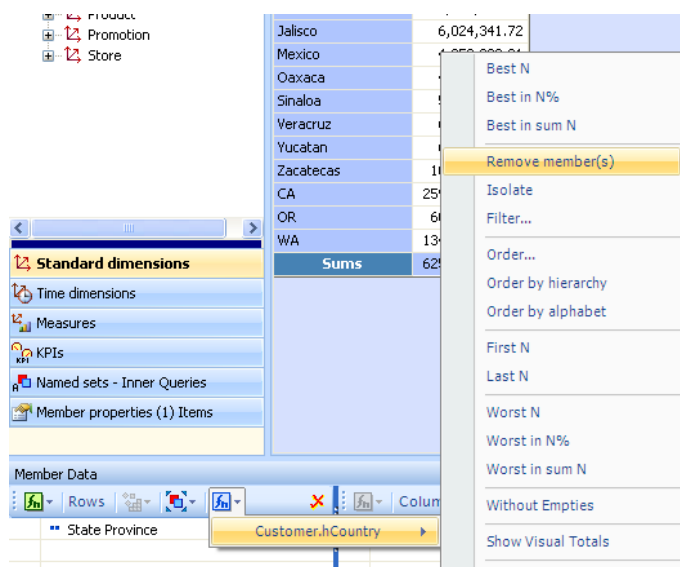 Product
Promotion
Store
Jalisco 6,024,341.72
Mexico
Oaxaca
Sinaloa
Veracruz
Yucatan
Zacatecas
CA
OR
WA
Sums
Standard dimensions
Time dimensions
Measures
KPIs
Named sets - Inner Queries
Member properties (1) Items
Best N
Best in N%
Best in sum N
Remove member(s)
Isolate
Filter...
Order...
Order by hierarchy
Order by alphabet
First N
Last N
Worst N
Worst in N%
Worst in sum N
Without Empties
Show Visual Totals
Member Data
Rows
Colum
State Province
Customer.hCountry